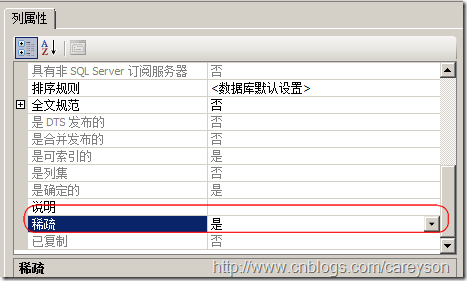 列属性
具有非 SQL Server 订阅服务器 否
排序规则 <数据库默认设置>
全文规范 否
是 DTS 发布的 否
是合并发布的 否
是可索引的 是
是列集 否
是确定的 是
说明
稀疏 是
已复制 否
稀疏
http://www.cnblogs.com/careyson